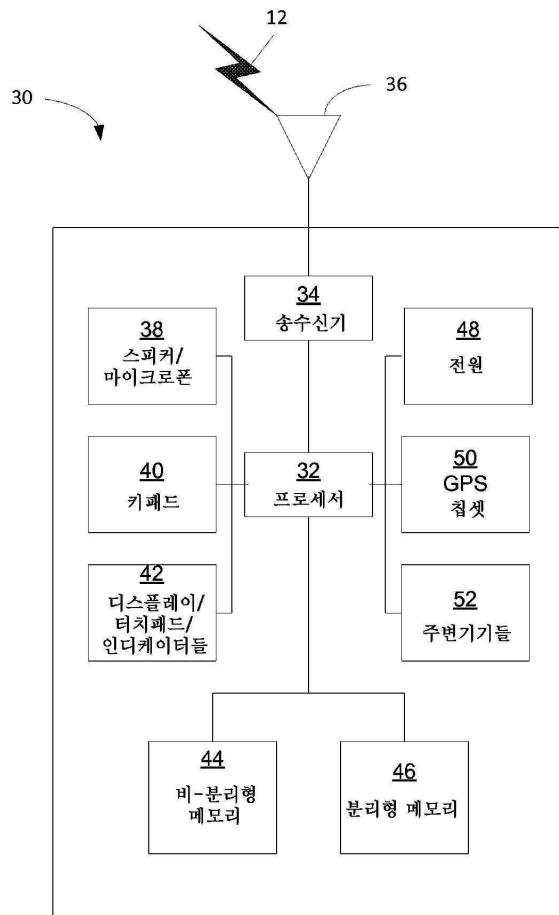 12
36
30
34
송수신기
38
스피커/
마이크로폰
48
전원
40
키패드
32
프로세서
50
GPS
칩셋
42
디스플레이/
터치패드/
인디케이터들
52
주변기기들
44
비-분리형
메모리
46
분리형 메모리